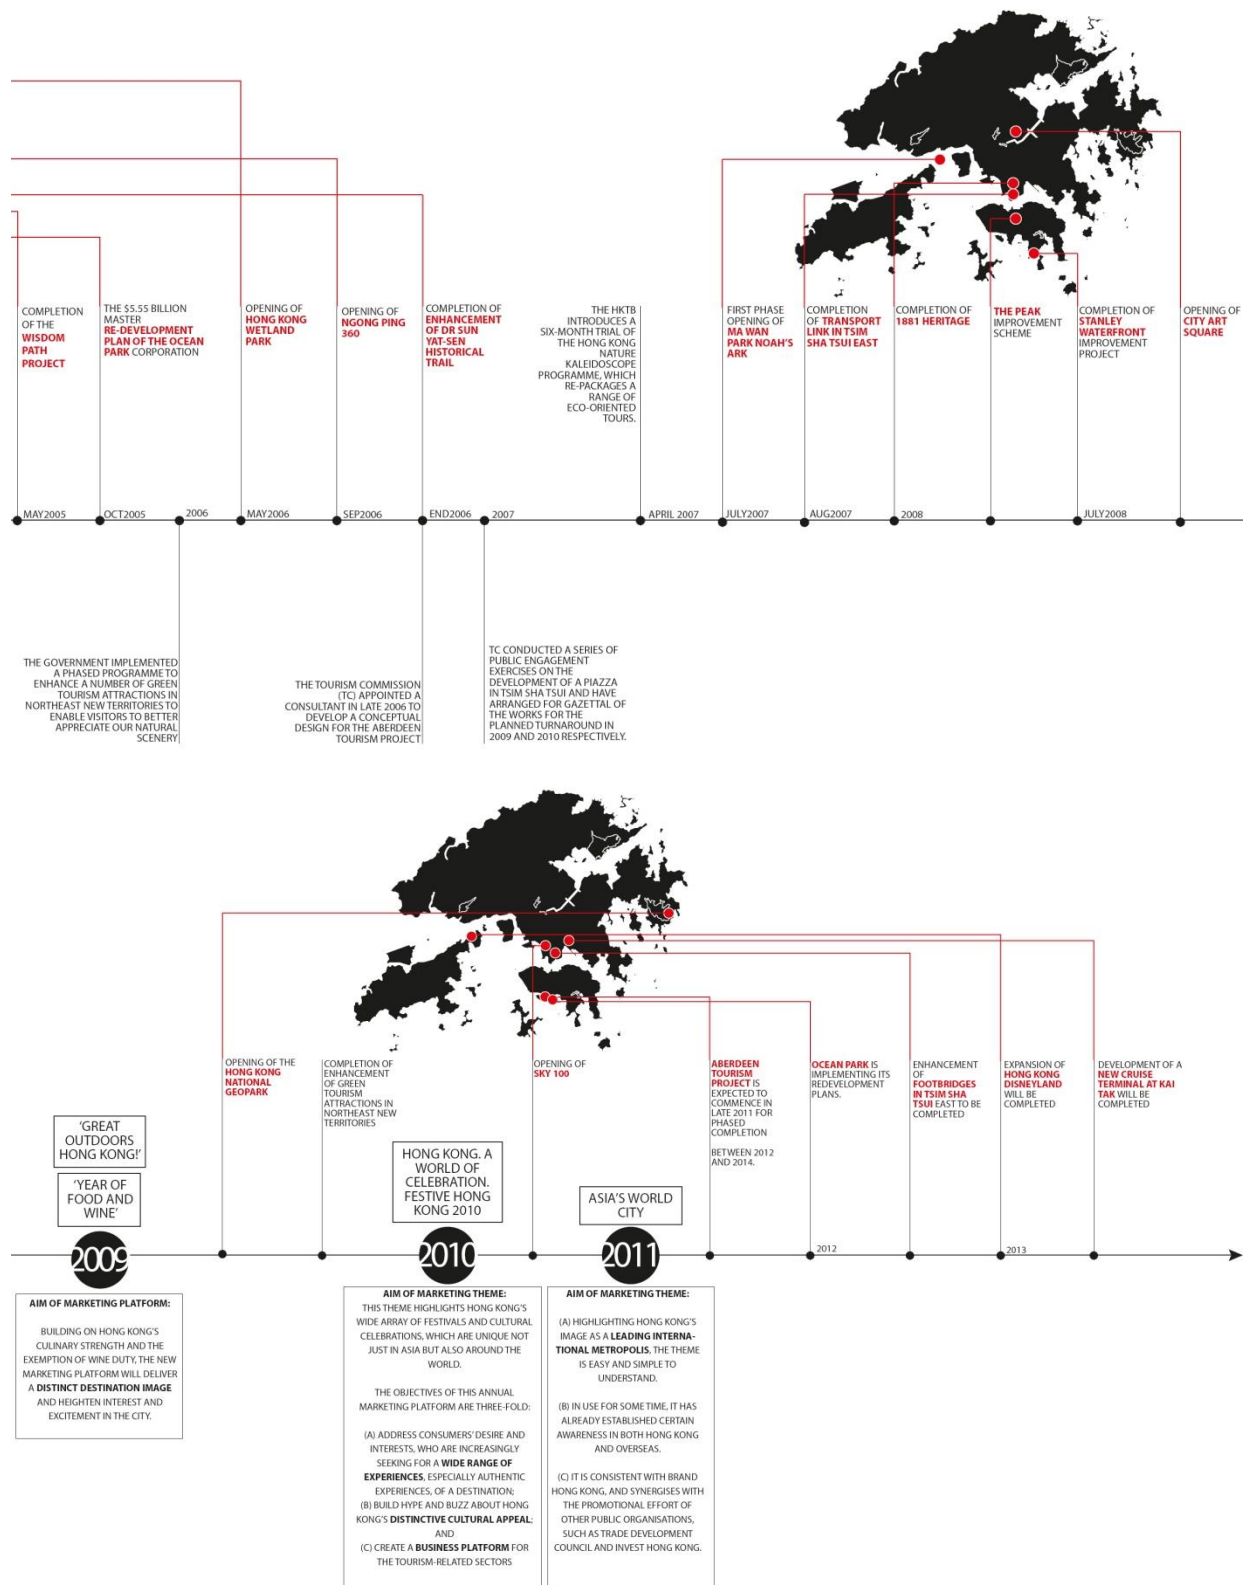 COMPLETION
OF THE
WISDOM
PATH
PROJECT
THE $5.55 BILLION
MASTER
RE-DEVELOPMENT
PLAN OF THE OCEAN
PARK CORPORATION
OPENING OF
HONG KONG
WETLAND
PARK
OPENING OF
NGONG PING
360
COMPLETION OF
ENHANCEMENT
OF DR SUN
YAT-SEN
HISTORICAL
TRAIL
THE HKTB
INTRODUCES A
SIX-MONTH TRIAL OF
THE HONG KONG
NATURE
KALEIDOSCOPE
PROGRAMME, WHICH
RE-PACKAGES A
RANGE OF
ECO-ORIENTED
TOURS.
FIRST PHASE
OPENING OF
MA WAN
PARK NOAH'S
ARK
COMPLETION
OF TRANSPORT
LINK IN TSIM
SHA TSUI EAST
COMPLETION OF
1881 HERITAGE
THE PEAK
IMPROVEMENT
SCHEME
COMPLETION OF
STANLEY
WATERFRONT
IMPROVEMENT
PROJECT
OPENING OF
CITY ART
SQUARE
MAY2005
OCT2005
2006
MAY2006
SEP2006
END2006
2007
APRIL 2007
JULY2007
AUG2007
2008
JULY2008
THE GOVERNMENT IMPLEMENTED
A PHASED PROGRAMME TO
ENHANCE A NUMBER OF GREEN
TOURISM ATTRACTIONS IN
NORTHEAST NEW TERRITORIES TO
ENABLE VISITORS TO BETTER
APPRECIATE OUR NATURAL
SCENERY
THE TOURISM COMMISSION
(TC) APPOINTED A
CONSULTANT IN LATE 2006 TO
DEVELOP A CONCEPTUAL
DESIGN FOR THE ABERDEEN
TOURISM PROJECT
TC CONDUCTED A SERIES OF
PUBLIC ENGAGEMENT
EXERCISES ON THE
DEVELOPMENT OF A PIAZZA
IN TSIM SHA TSUI AND HAVE
ARRANGED FOR GAZETTAL OF
THE WORKS FOR THE
PLANNED TURNAROUND IN
2009 AND 2010 RESPECTIVELY.
OPENING OF THE
HONG KONG
NATIONAL
GEOPARK
COMPLETION OF
ENHANCEMENT
OF GREEN
TOURISM
ATTRACTIONS IN
NORTHEAST NEW
TERRITORIES
OPENING OF
SKY 100
ABERDEEN
TOURISM
PROJECT IS
EXPECTED TO
COMMENCE IN
LATE 2011 FOR
PHASED
COMPLETION
BETWEEN 2012
AND 2014.
OCEAN PARK IS
IMPLEMENTING ITS
REDEVELOPMENT
PLANS.
ENHANCEMENT
OF
FOOTBRIDGES
IN TSIM SHA
TSUI EAST TO BE
COMPLETED
EXPANSION OF
HONG KONG
DISNEYLAND
WILL BE
COMPLETED
DEVELOPMENT OF A
NEW CRUISE
TERMINAL AT KAI
TAK WILL BE
COMPLETED
'GREAT
OUTDOORS
HONG KONG!'
'YEAR OF
FOOD AND
WINE'
HONG KONG. A
WORLD OF
CELEBRATION.
FESTIVE HONG
KONG 2010
ASIA'S WORLD
CITY
2009
2010
2011
2012
2013
AIM OF MARKETING PLATFORM:
BUILDING ON HONG KONG'S
CULINARY STRENGTH AND THE
EXEMPTION OF WINE DUTY, THE NEW
MARKETING PLATFORM WILL DELIVER
A DISTINCT DESTINATION IMAGE
AND HEIGHTEN INTEREST AND
EXCITEMENT IN THE CITY.
AIM OF MARKETING THEME:
THIS THEME HIGHLIGHTS HONG KONG'S
WIDE ARRAY OF FESTIVALS AND CULTURAL
CELEBRATIONS, WHICH ARE UNIQUE NOT
JUST IN ASIA BUT ALSO AROUND THE
WORLD.
THE OBJECTIVES OF THIS ANNUAL
MARKETING PLATFORM ARE THREE-FOLD:
(A) ADDRESS CONSUMERS' DESIRE AND
INTERESTS, WHO ARE INCREASINGLY
SEEKING FOR A WIDE RANGE OF
EXPERIENCES, ESPECIALLY AUTHENTIC
EXPERIENCES, OF A DESTINATION;
(B) BUILD HYPE AND BUZZ ABOUT HONG
KONG'S DISTINCTIVE CULTURAL APPEAL;
AND
(C) CREATE A BUSINESS PLATFORM FOR
THE TOURISM-RELATED SECTORS
AIM OF MARKETING THEME:
(A) HIGHLIGHTING HONG KONG'S
IMAGE AS A LEADING INTERNA-
TIONAL METROPOLIS, THE THEME
IS EASY AND SIMPLE TO
UNDERSTAND.
(B) IN USE FOR SOME TIME, IT HAS
ALREADY ESTABLISHED CERTAIN
AWARENESS IN BOTH HONG KONG
AND OVERSEAS.
(C) IT IS CONSISTENT WITH BRAND
HONG KONG, AND SYNERGISES WITH
THE PROMOTIONAL EFFORT OF
OTHER PUBLIC ORGANISATIONS,
SUCH AS TRADE DEVELOPMENT
COUNCIL AND INVEST HONG KONG.